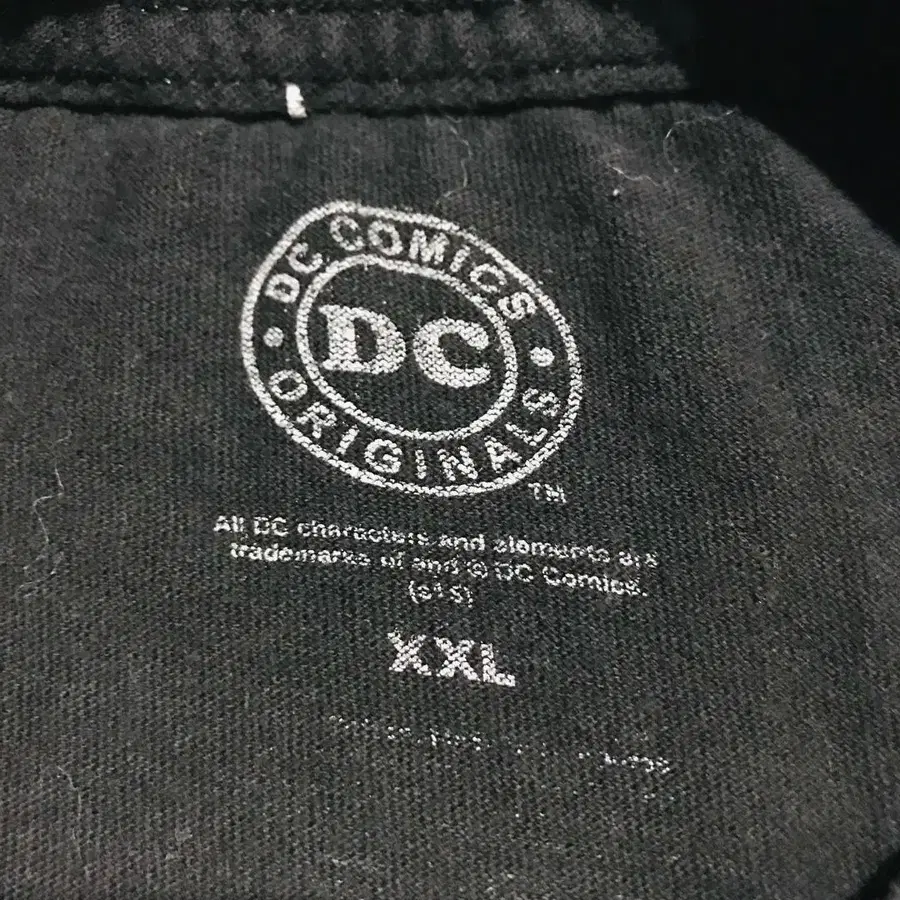 DC COMICS
DC
ORIGINALS
TM
All DC characters and elements are
trademarks of and © DC Comics.
(s15)
XXL